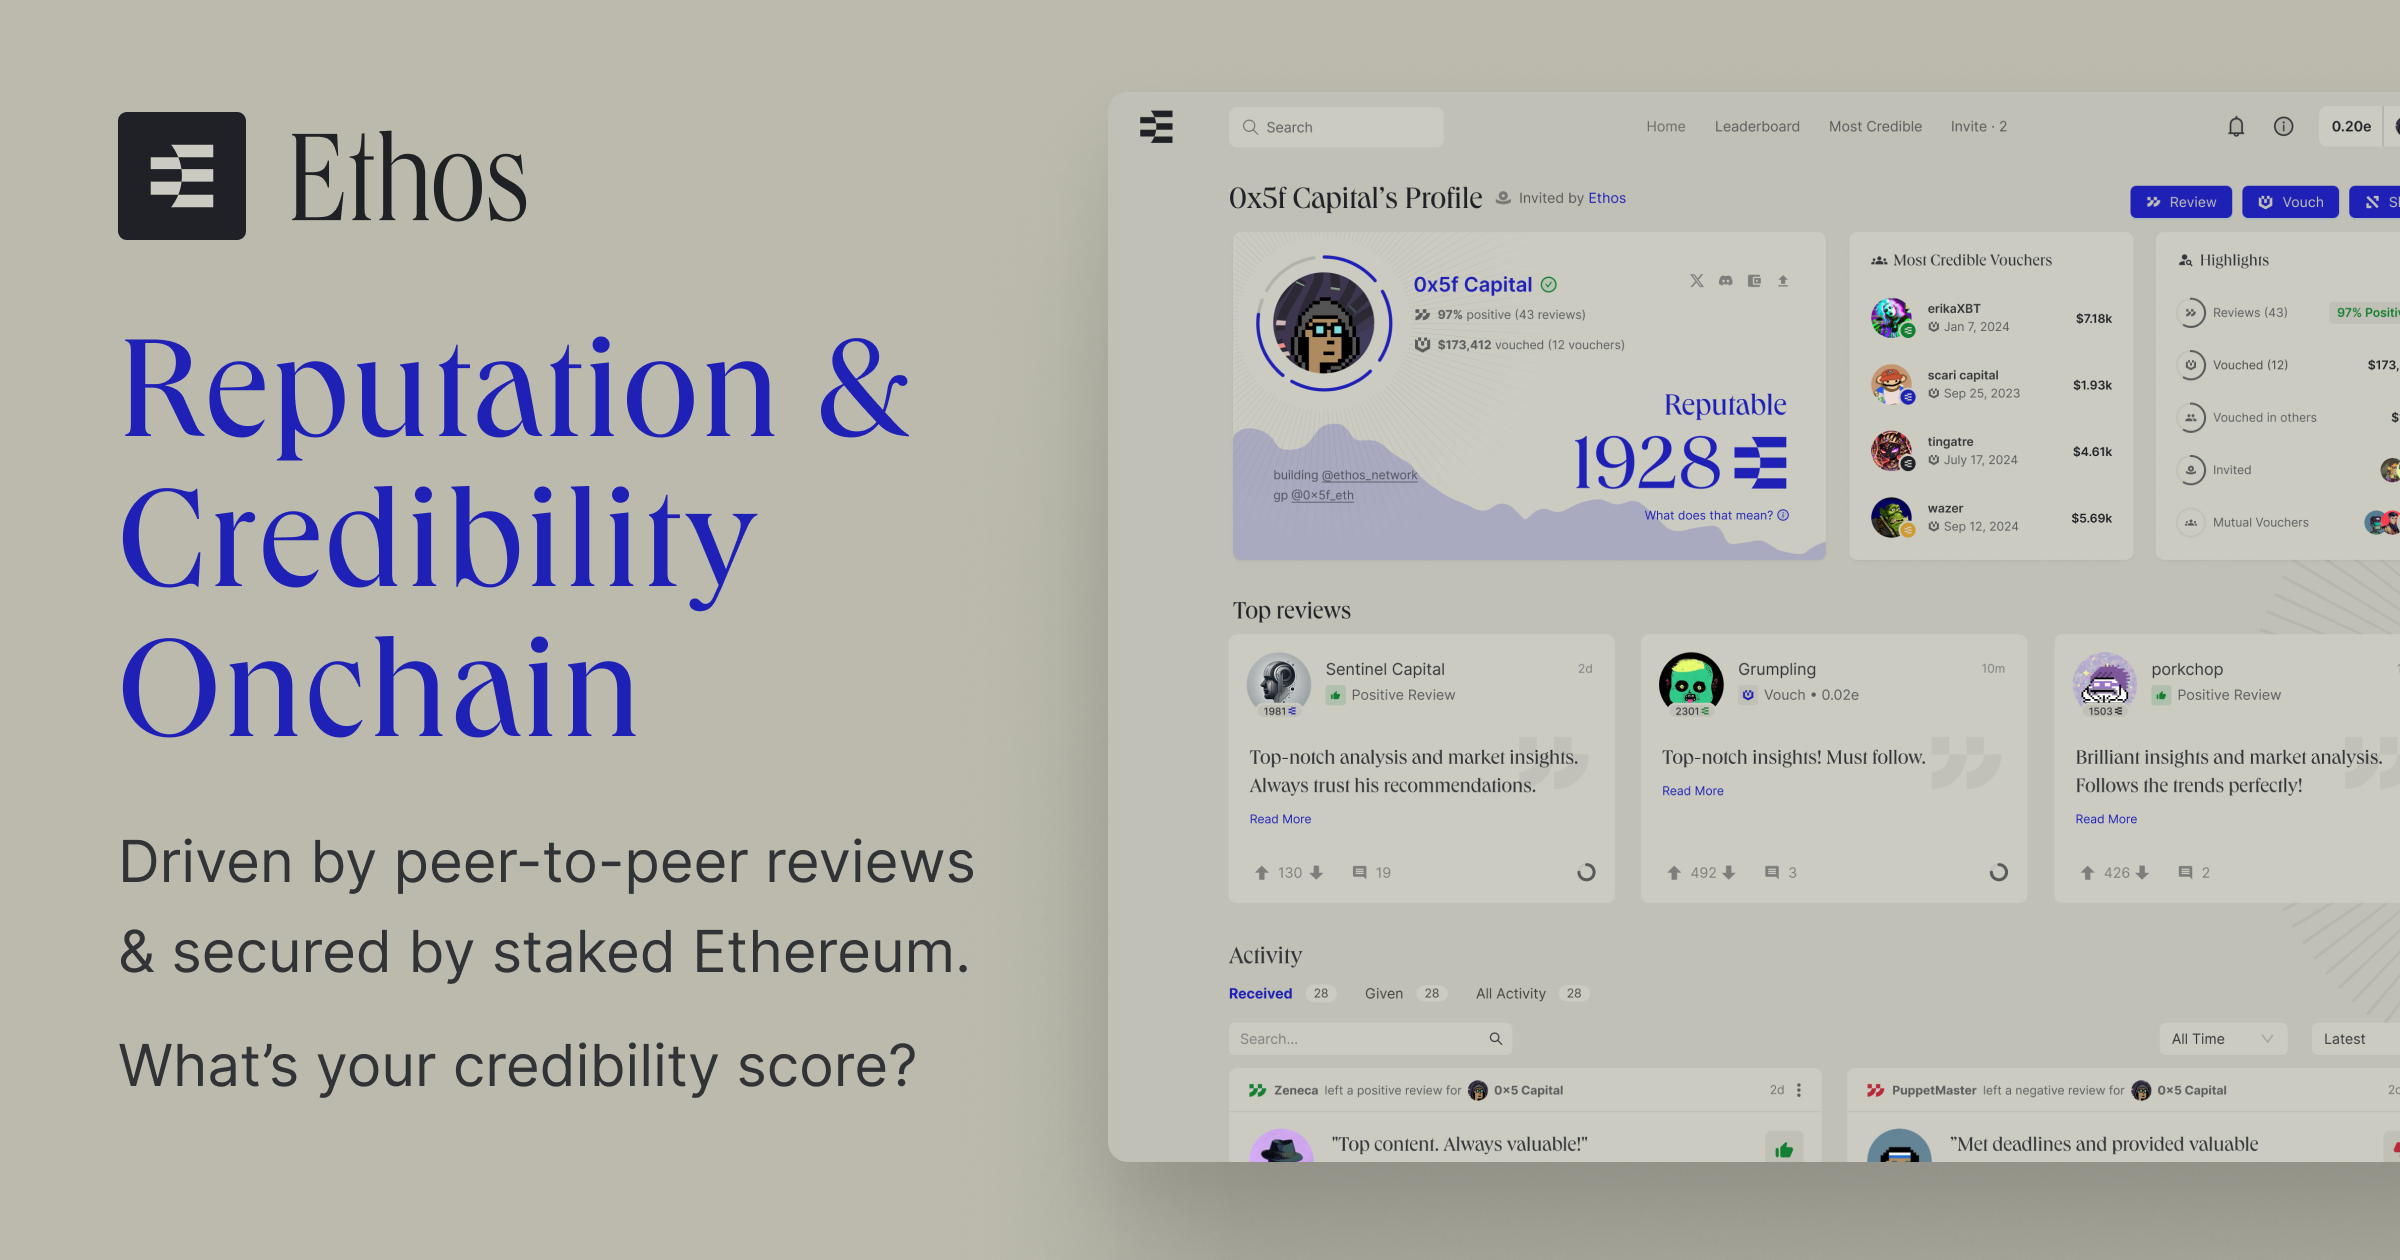 Ethos
Reputation &
Credibility
Onchain
Driven by peer-to-peer reviews
& secured by staked Ethereum.
What’s your credibility score?
Search
Home
Leaderboard
Most Credible
Invite · 2
0.20e
0x5f Capital’s Profile
Invited by Ethos
Review
Vouch
0x5f Capital
97% positive (43 reviews)
$173,412 vouched (12 vouchers)
Reputable
1928
building @ethos_network
gp @0x5f_eth
What does that mean?
Most Credible Vouchers
erikaXBT
Jan 7, 2024
$7.18k
scari capital
Sep 25, 2023
$1.93k
tingatre
July 17, 2024
$4.61k
wazer
Sep 12, 2024
$5.69k
Highlights
Reviews (43)
97%
Vouched (12)
$173,
Vouched in others
$
Invited
Mutual Vouchers
Top reviews
Sentinel Capital
2d
Positive Review
1981
Top-notch analysis and market insights.
Always trust his recommendations.
Read More
130
19
Grumpling
10m
Vouch • 0.02e
2301
Top-notch insights! Must follow.
Read More
492
3
porkchop
Positive Review
1503
Brilliant insights and market analysis.
Follows the trends perfectly!
Read More
426
2
Activity
Received 28
Given 28
All Activity 28
Search...
All Time
Latest
Zeneca left a positive review for 0×5 Capital
2d
"Top content. Always valuable!"
PuppetMaster left a negative review for 0×5 Capital
”Met deadlines and provided valuable